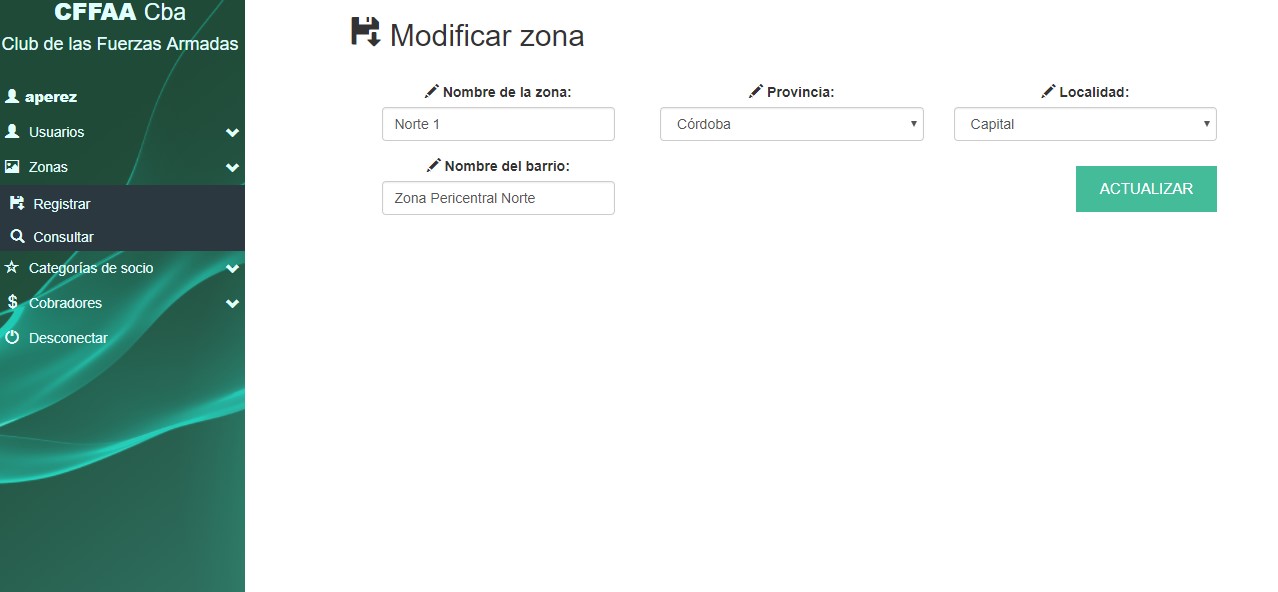 CFFAA Cba
Club de las Fuerzas Armadas
aperez
Usuarios
Zonas
Registrar
Consultar
Categorías de socio
Cobradores
Desconectar
Modificar zona
Nombre de la zona:
Norte 1
Provincia:
Córdoba
Localidad:
Capital
Nombre del barrio:
Zona Pericentral Norte
ACTUALIZAR